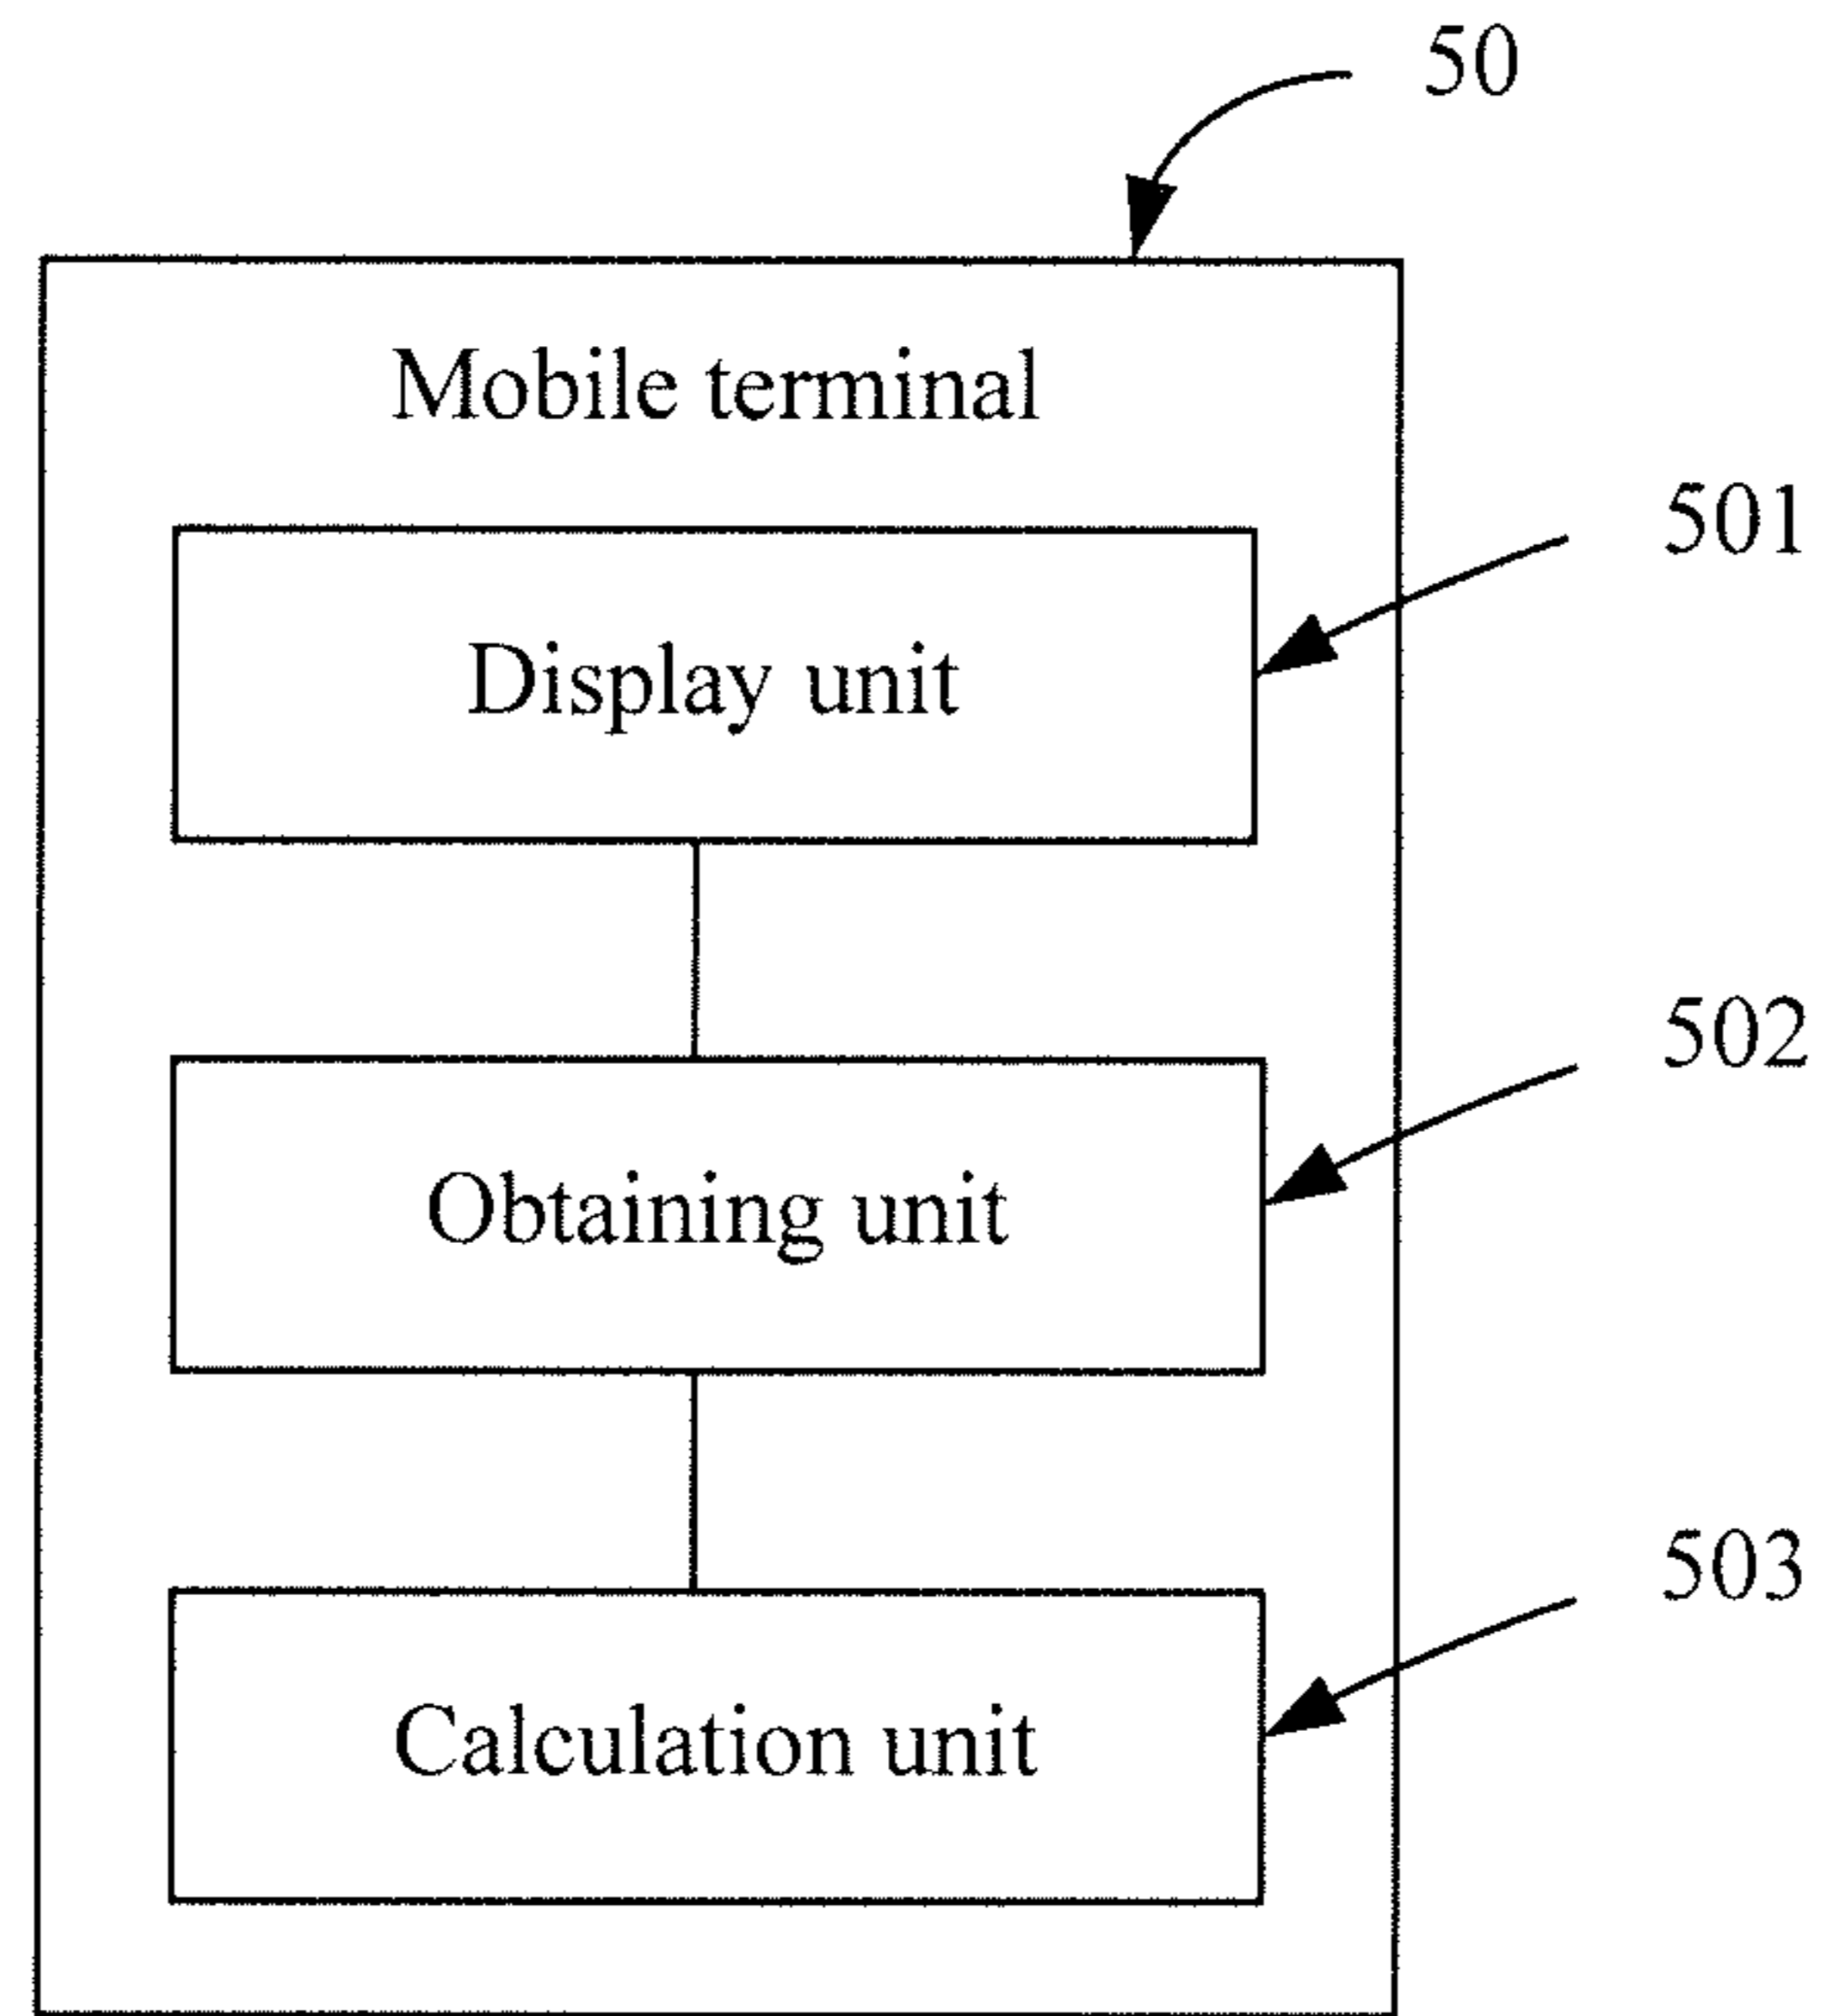 50
Mobile terminal
501
Display unit
502
Obtaining unit
503
Calculation unit